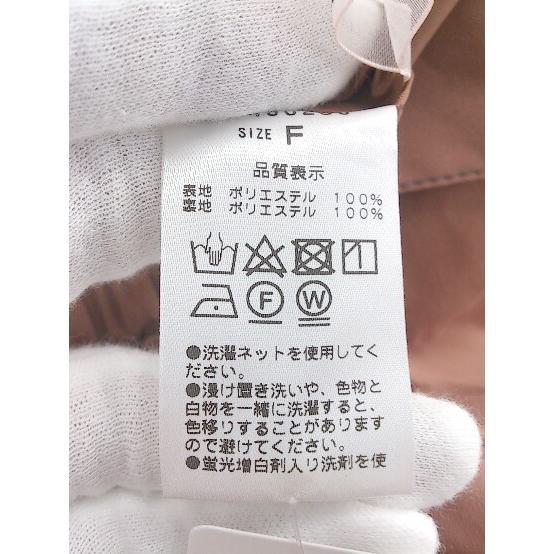 SIZE F
品質表示
表地 ポリエステル 100%
裏地 ポリエステル 100%
F W
●洗濯ネットを使用してく
ださい。
●浸け置き洗いや、色物と
白物を一緒に洗濯すると、
色移りすることがあります
ので避けてください。
●蛍光増白剤入り洗剤を使